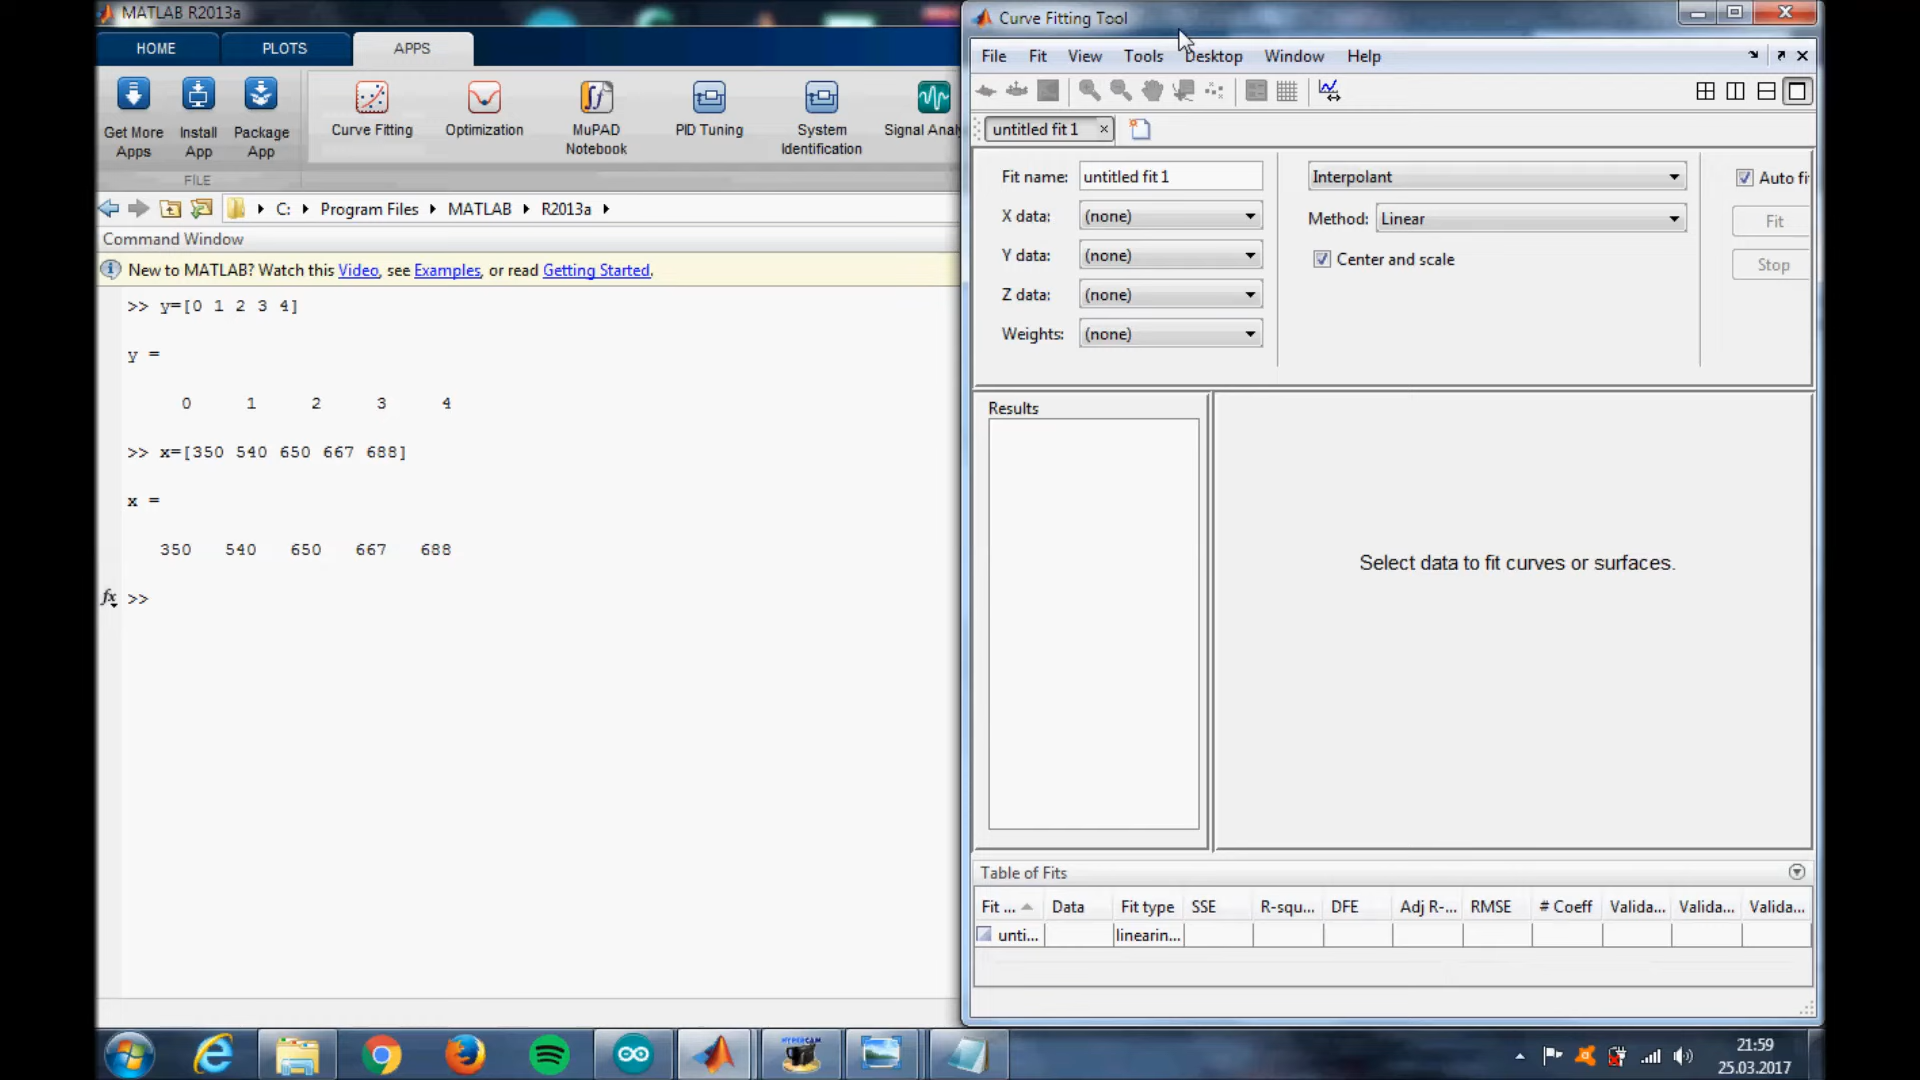 MATLAB R2013a
HOME
PLOTS
APPS
Get More Apps
Install App
Package App
Curve Fitting
Optimization
MuPAD Notebook
PID Tuning
System Identification
Signal Anal
FILE
C: Program Files MATLAB R2013a
Command Window
New to MATLAB? Watch this Video, see Examples, or read Getting Started.
>> y=[0 1 2 3 4]
y =
0 1 2 3 4
>> x=[350 540 650 667 688]
x =
350 540 650 667 688
fx >>
Curve Fitting Tool
File Fit View Tools Desktop Window Help
untitled fit 1
Fit name: untitled fit 1
X data: (none)
Y data: (none)
Z data: (none)
Weights: (none)
Interpolant
Method: Linear
Center and scale
Auto fi
Fit
Stop
Results
Select data to fit curves or surfaces.
Table of Fits
Fit ... Data Fit type SSE R-squ... DFE Adj R-... RMSE # Coeff Valida... Valida... Valida...
unti... linearin...
HYPERCAM
21:59
25.03.2017